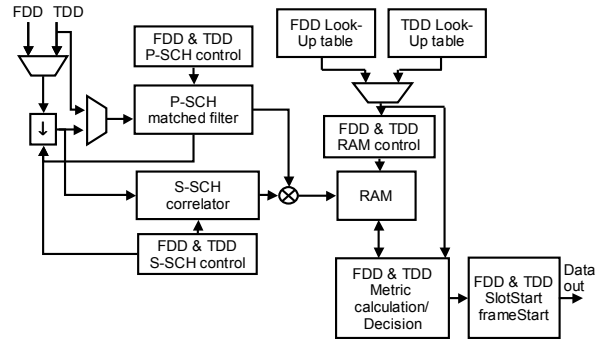 FDD TDD
FDD & TDD
P-SCH control
FDD Look-
Up table
TDD Look-
Up table
P-SCH
matched filter
FDD & TDD
RAM control
S-SCH
correlator
RAM
FDD & TDD
S-SCH control
FDD & TDD
Metric
calculation/
Decision
FDD & TDD
SlotStart
frameStart
Data
out